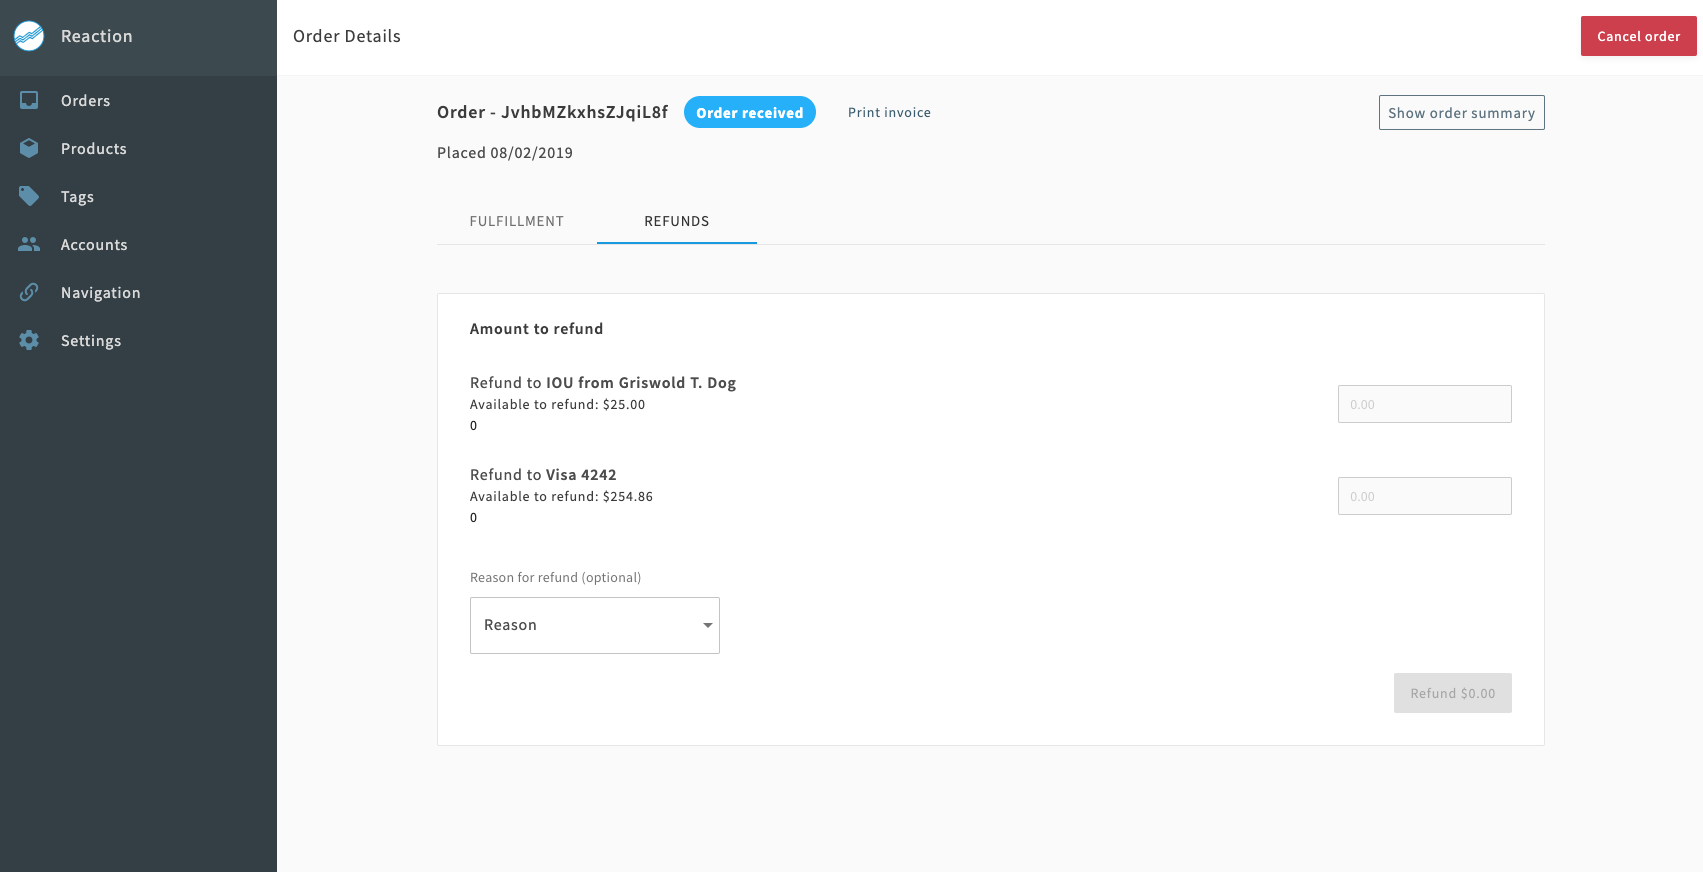 Reaction
Order Details
Cancel order
Orders
Products
Tags
Accounts
Navigation
Settings
Order - JvhbMZkxhsZJqiL8f
Order received
Print invoice
Show order summary
Placed 08/02/2019
FULFILLMENT
REFUNDS
Amount to refund
Refund to IOU from Griswold T. Dog
Available to refund: $25.00
0
0.00
Refund to Visa 4242
Available to refund: $254.86
0
0.00
Reason for refund (optional)
Reason
Refund $0.00